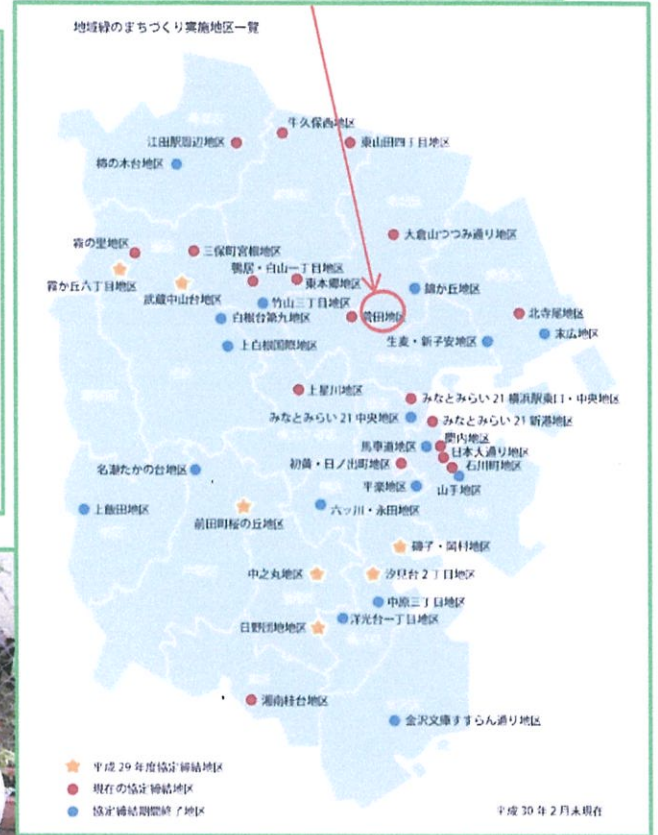 地域緑のまちづくり実施地区一覧
牛久保西地区
江田駅周辺地区
東山田四丁目地区
柿の木台地区
大倉山つつみ通り地区
霧の里地区
三保町宮根地区
鴨居・白山一丁目地区
東本郷地区
霧が丘六丁目地区
武蔵中山台地区
竹山三丁目地区
錦が丘地区
白根台第九地区
菅田地区
北寺尾地区
末広地区
生麦・新子安地区
上白根国際地区
上星川地区
みなとみらい21横浜駅東口・中央地区
みなとみらい21中央地区
みなとみらい21新港地区
馬車道地区
関内地区
日本大通り地区
初黄・日ノ出町地区
石川町地区
名瀬たかの台地区
平楽地区
山手地区
上飯田地区
六ッ川・永田地区
前田町桜の丘地区
磯子・岡村地区
中之丸地区
汐見台2丁目地区
中原三丁目地区
洋光台一丁目地区
日野団地地区
湘南桂台地区
金沢文庫すずらん通り地区
平成29年度協定締結地区
現在の協定締結地区
協定締結期間終了地区
平成30年2月末現在